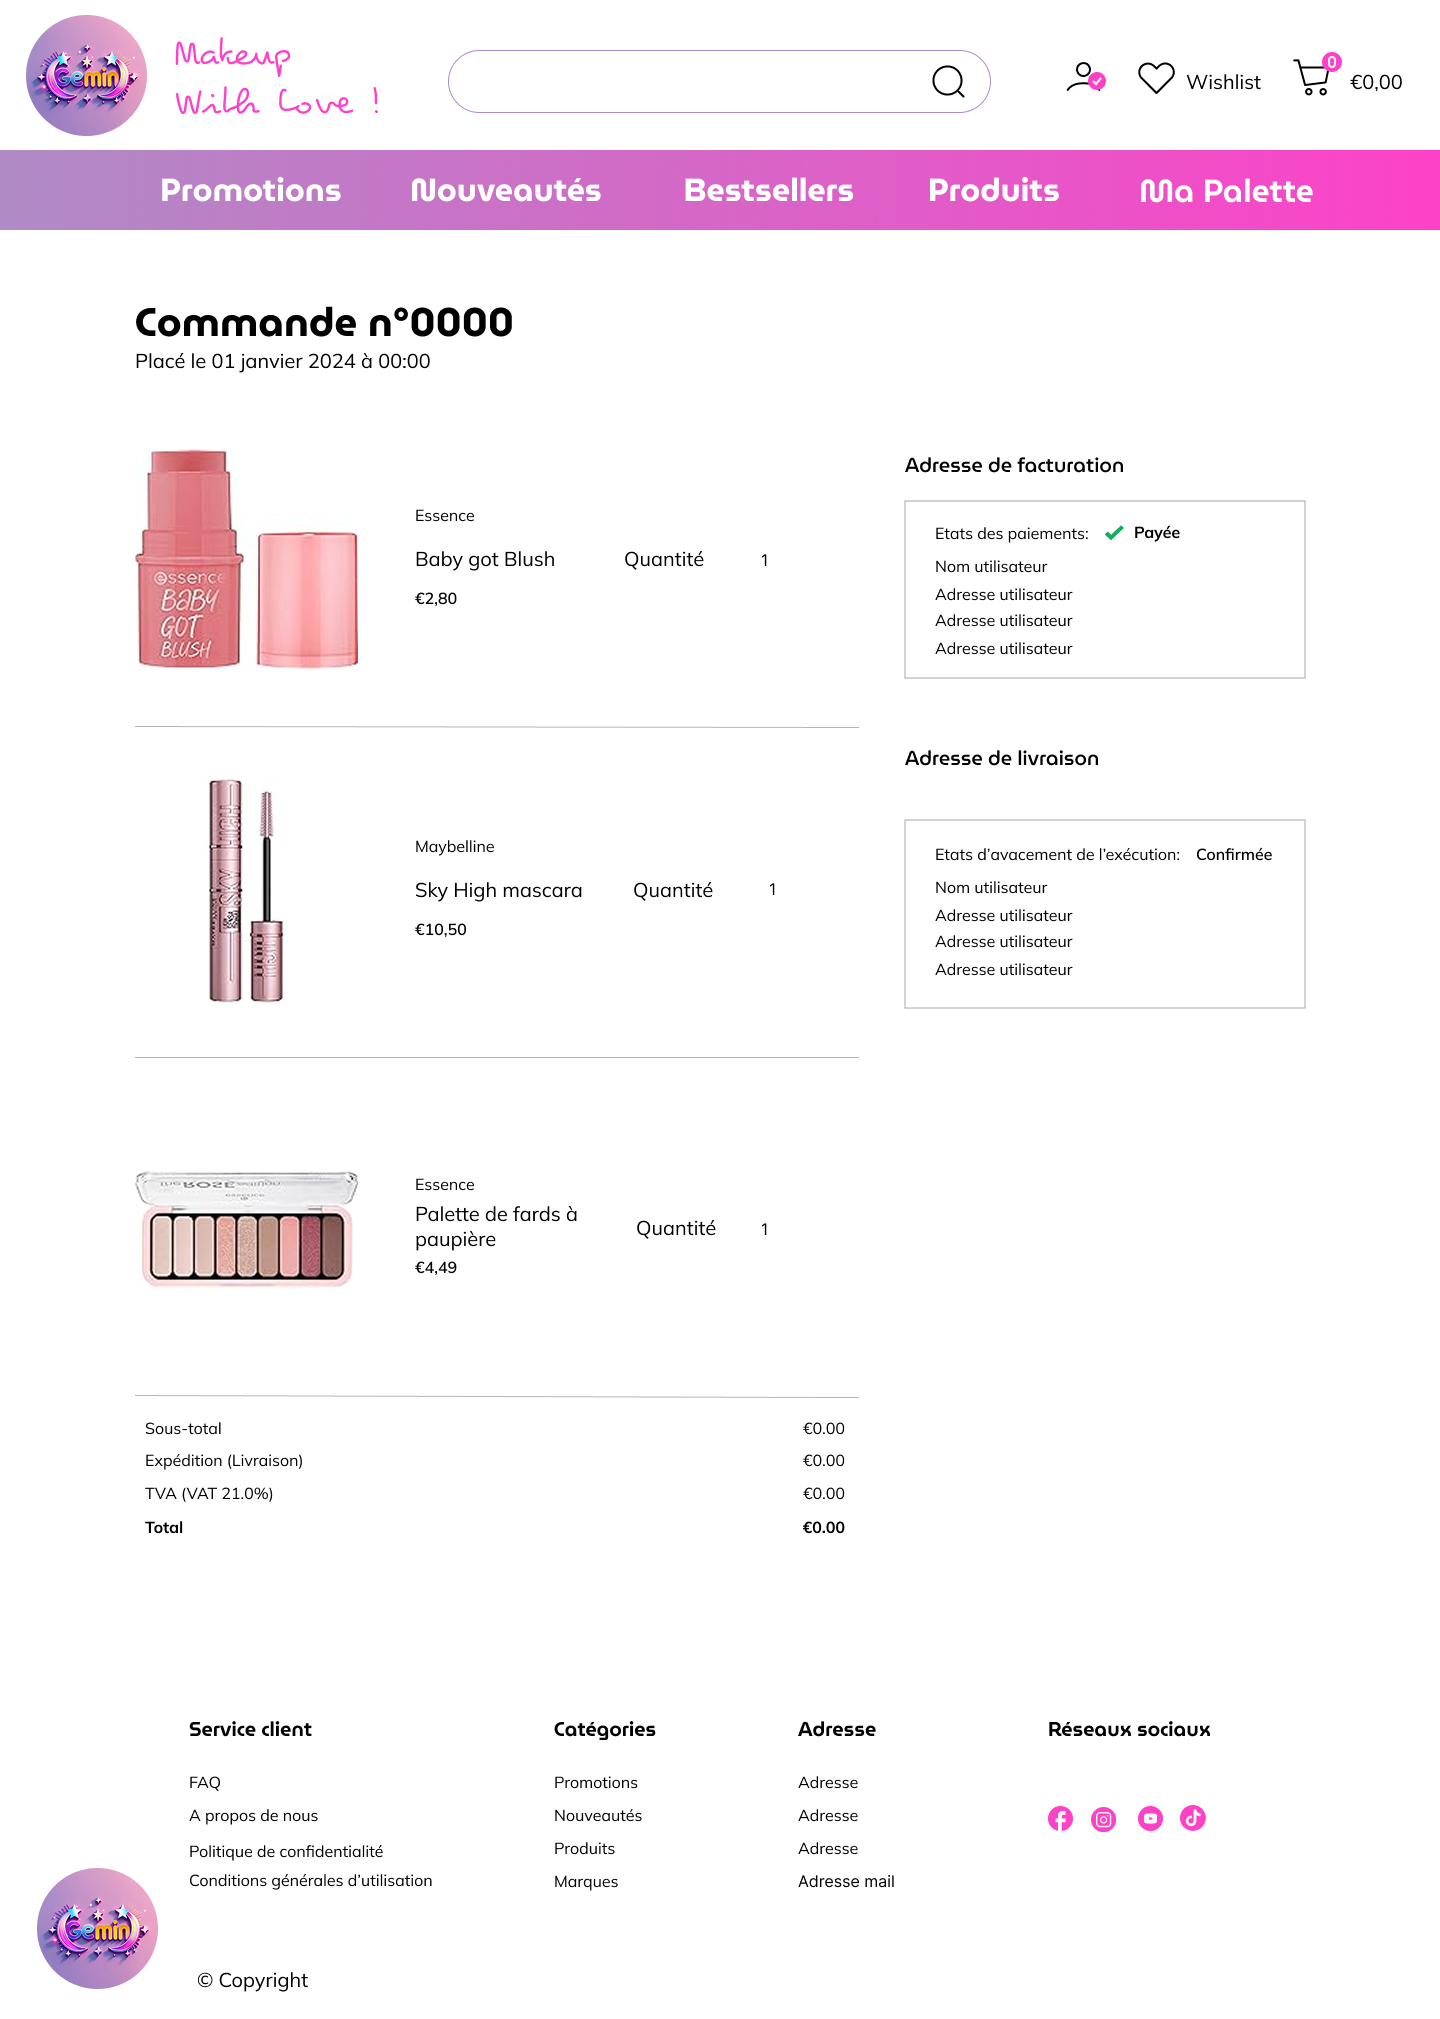 Gemin
Makeup
With Love !
Wishlist
0
€0,00
Promotions
Nouveautés
Bestsellers
Produits
Ma Palette
Commande n°0000
Placé le 01 janvier 2024 à 00:00
essence
BABY
GOT
BLUSH
Essence
Baby got Blush
Quantité
1
€2,80
Adresse de facturation
Etats des paiements:
Payée
Nom utilisateur
Adresse utilisateur
Adresse utilisateur
Adresse utilisateur
SKY HIGH
Maybelline
Sky High mascara
Quantité
1
€10,50
Adresse de livraison
Etats d’avacement de l’exécution:
Confirmée
Nom utilisateur
Adresse utilisateur
Adresse utilisateur
Adresse utilisateur
the ROSE edition
essence
Essence
Palette de fards à
paupière
Quantité
1
€4,49
Sous-total
€0.00
Expédition (Livraison)
€0.00
TVA (VAT 21.0%)
€0.00
Total
€0.00
Service client
FAQ
A propos de nous
Politique de confidentialité
Conditions générales d’utilisation
Catégories
Promotions
Nouveautés
Produits
Marques
Adresse
Adresse
Adresse
Adresse
Adresse mail
Réseaux sociaux
Gemin
© Copyright